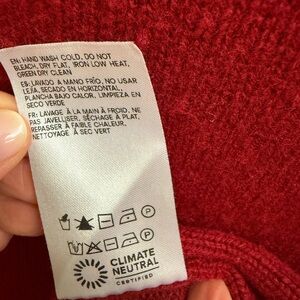 EN: HAND WASH COLD, DO NOT
BLEACH, DRY FLAT, IRON LOW HEAT,
GREEN DRY CLEAN
ES: LAVADO A MANO FRÍO, NO USAR
LEJÍA, SECADO EN HORIZONTAL,
PLANCHA BAJO CALOR, LIMPIEZA EN
SECO VERDE
FR: LAVAGE À LA MAIN À FROID, NE
PAS JAVELLISER, SÉCHAGE À PLAT,
REPASSER À FAIBLE CHALEUR,
NETTOYAGE À SEC VERT
P
P
CLIMATE
NEUTRAL
CERTIFIED